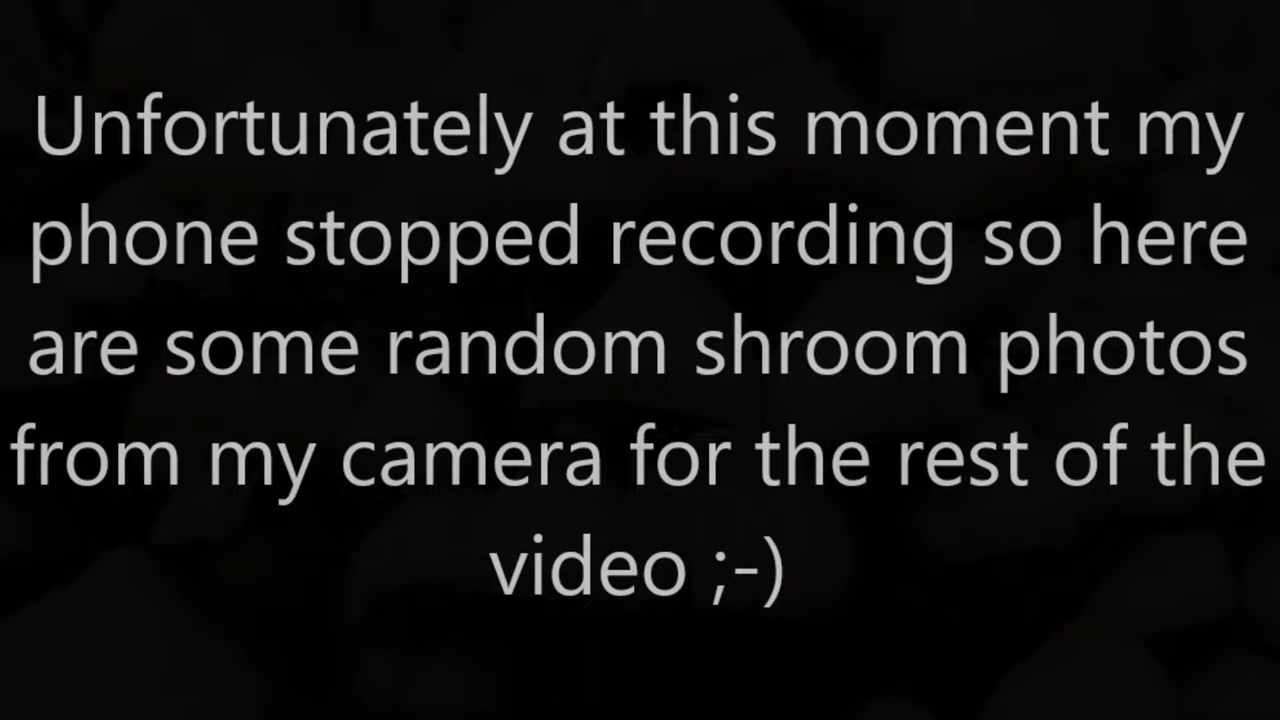 Unfortunately at this moment my
phone stopped recording so here
are some random shroom photos
from my camera for the rest of the
video ;-)